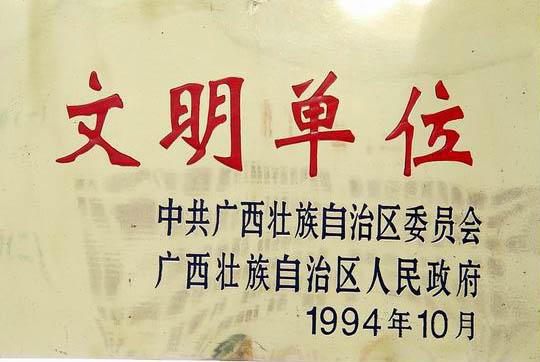 文明单位
中共广西壮族自治区委员会
广西壮族自治区人民政府
1994年10月